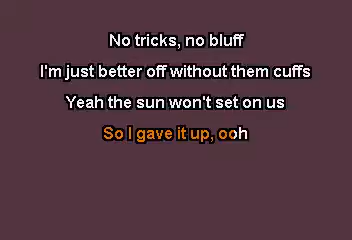 No tricks, no bluff
I'm just better off without them cuffs
Yeah the sun won't set on us
So I gave it up, ooh